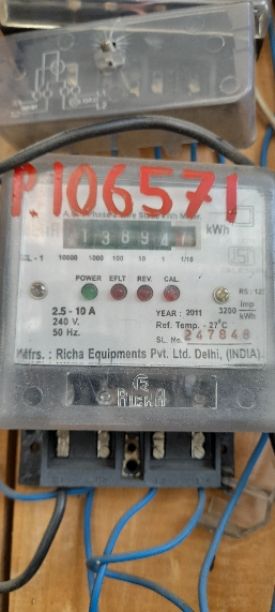 P.106571
kWh
13894
10000 1000 100 10 1 1/10
POWER EFLT REV. CAL.
2.5 - 10 A
240 V.
50 Hz.
YEAR : 2011
3200 Imp kWh
Ref. Temp. - 27°C
SL. No. 247848
Mfrs. : Richa Equipments Pvt. Ltd. Delhi, (INDIA)
RICHA